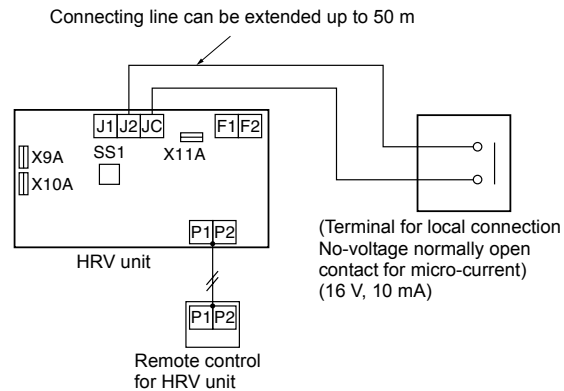 Connecting line can be extended up to 50 m
J1 J2 JC
F1 F2
X9A
SS1
X11A
X10A
P1 P2
HRV unit
(Terminal for local connection
No-voltage normally open
contact for micro-current)
(16 V, 10 mA)
P1 P2
Remote control
for HRV unit